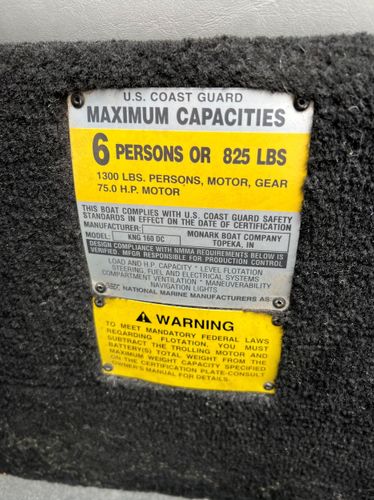 U.S. COAST GUARD
MAXIMUM CAPACITIES
6 PERSONS OR 825 LBS
1300 LBS. PERSONS, MOTOR, GEAR
75.0 H.P. MOTOR
THIS BOAT COMPLIES WITH U.S. COAST GUARD SAFETY
STANDARDS IN EFFECT ON THE DATE OF CERTIFICATION
MANUFACTURER: MONARK BOAT COMPANY
MODEL: KNG 160 DC TOPEKA, IN
DESIGN COMPLIANCE WITH NMMA REQUIREMENTS BELOW IS
VERIFIED. MFGR RESPONSIBLE FOR PRODUCTION CONTROL
LOAD AND H.P. CAPACITY * LEVEL FLOTATION
STEERING, FUEL AND ELECTRICAL SYSTEMS
COMPARTMENT VENTILATION * MANEUVERABILITY
NAVIGATION LIGHTS
NATIONAL MARINE MANUFACTURERS AS
WARNING
TO MEET MANDATORY FEDERAL LAWS
REGARDING FLOTATION, YOU MUST
SUBTRACT THE TROLLING MOTOR AND
BATTERY(S) TOTAL WEIGHT FROM THE
MAXIMUM WEIGHT CAPACITY SPECIFIED
ON THE CERTIFICATION PLATE-CONSULT
OWNER'S MANUAL FOR DETAILS.